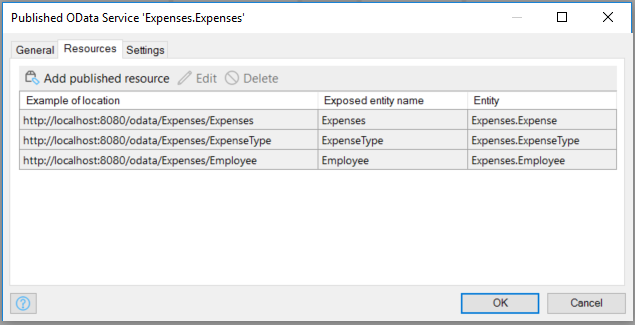 Published OData Service 'Expenses.Expenses'
General Resources Settings
Add published resource Edit Delete
Example of location Exposed entity name Entity
http://localhost:8080/odata/Expenses/Expenses Expenses Expenses.Expense
http://localhost:8080/odata/Expenses/ExpenseType ExpenseType Expenses.ExpenseType
http://localhost:8080/odata/Expenses/Employee Employee Expenses.Employee
? OK Cancel